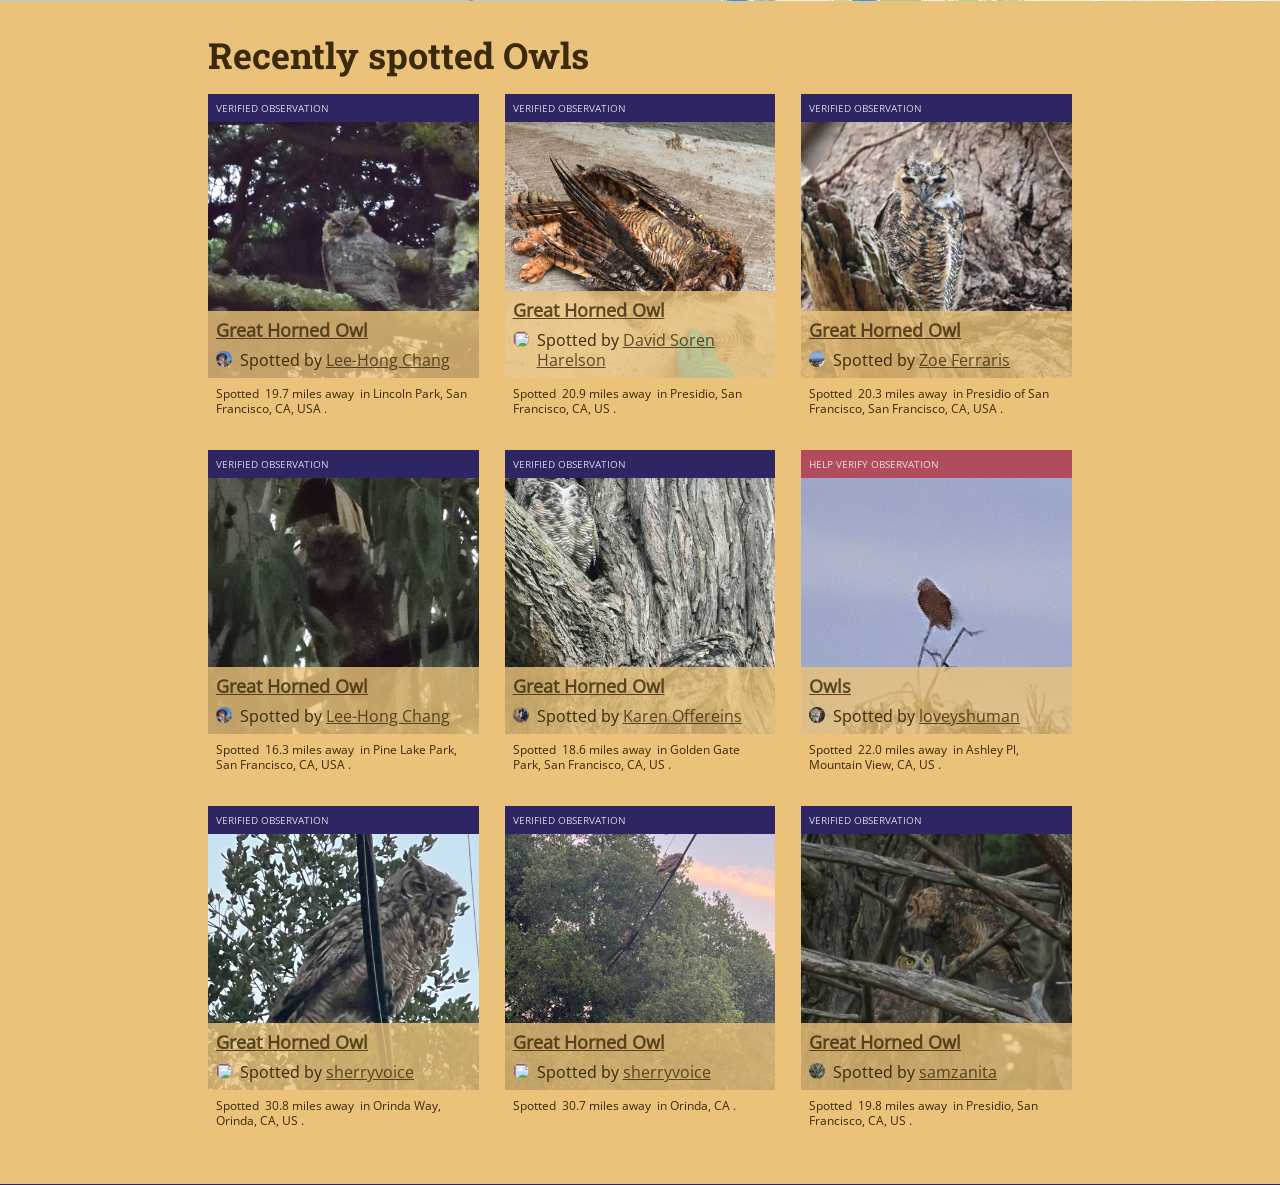 Recently spotted Owls
VERIFIED OBSERVATION
Great Horned Owl
Spotted by Lee-Hong Chang
Spotted 19.7 miles away in Lincoln Park, San
Francisco, CA, USA .
VERIFIED OBSERVATION
Great Horned Owl
Spotted by David Soren
Harelson
Spotted 20.9 miles away in Presidio, San
Francisco, CA, US .
VERIFIED OBSERVATION
Great Horned Owl
Spotted by Zoe Ferraris
Spotted 20.3 miles away in Presidio of San
Francisco, San Francisco, CA, USA .
VERIFIED OBSERVATION
Great Horned Owl
Spotted by Lee-Hong Chang
Spotted 16.3 miles away in Pine Lake Park,
San Francisco, CA, USA .
VERIFIED OBSERVATION
Great Horned Owl
Spotted by Karen Offereins
Spotted 18.6 miles away in Golden Gate
Park, San Francisco, CA, US .
HELP VERIFY OBSERVATION
Owls
Spotted by loveyshuman
Spotted 22.0 miles away in Ashley Pl,
Mountain View, CA, US .
VERIFIED OBSERVATION
Great Horned Owl
Spotted by sherryvoice
Spotted 30.8 miles away in Orinda Way,
Orinda, CA, US .
VERIFIED OBSERVATION
Great Horned Owl
Spotted by sherryvoice
Spotted 30.7 miles away in Orinda, CA .
VERIFIED OBSERVATION
Great Horned Owl
Spotted by samzanita
Spotted 19.8 miles away in Presidio, San
Francisco, CA, US .